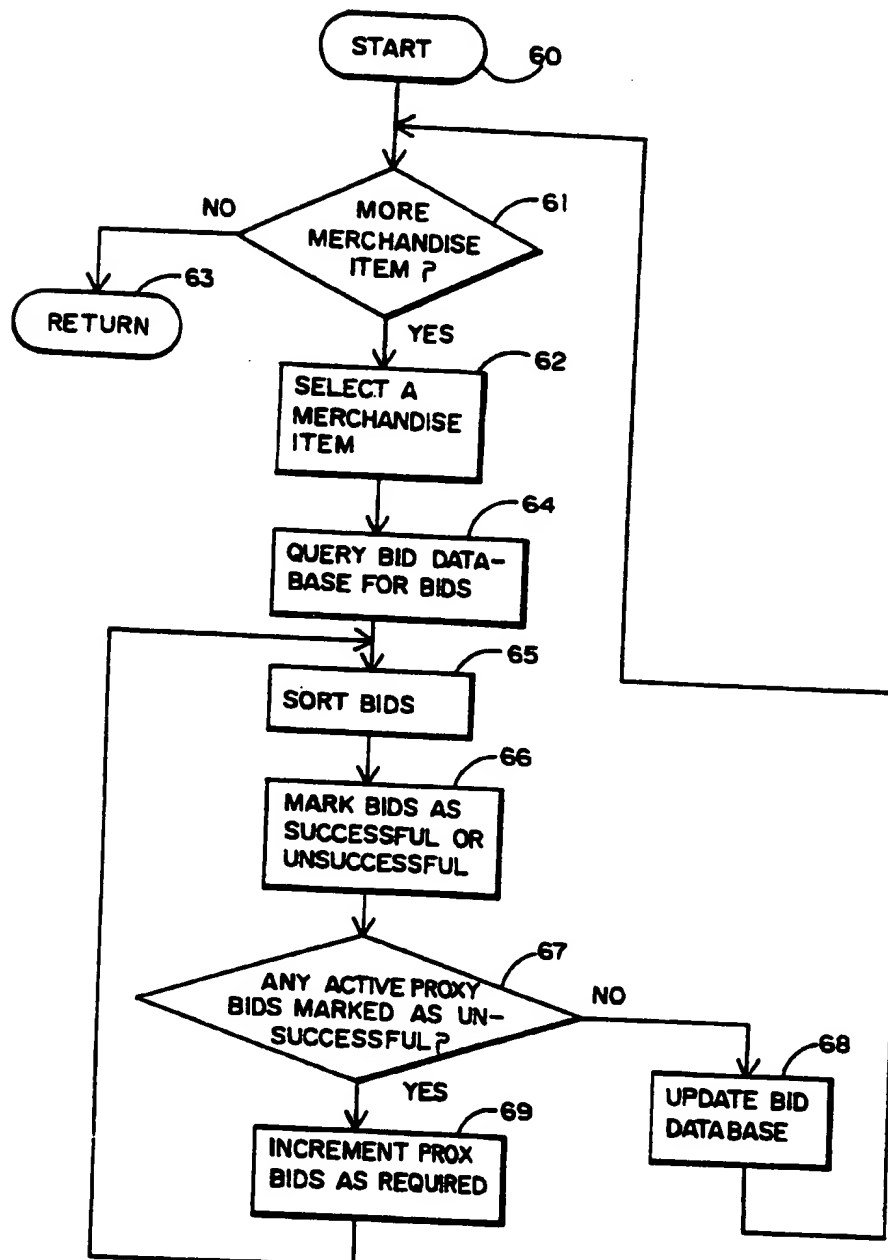 START
60
MORE
MERCHANDISE
ITEM ?
61
NO
63
RETURN
YES
62
SELECT A
MERCHANDISE
ITEM
64
QUERY BID DATA-
BASE FOR BIDS
65
SORT BIDS
66
MARK BIDS AS
SUCCESSFUL OR
UNSUCCESSFUL
67
ANY ACTIVE PROXY
BIDS MARKED AS UN-
SUCCESSFUL?
NO
68
UPDATE BID
DATABASE
YES
69
INCREMENT PROX
BIDS AS REQUIRED